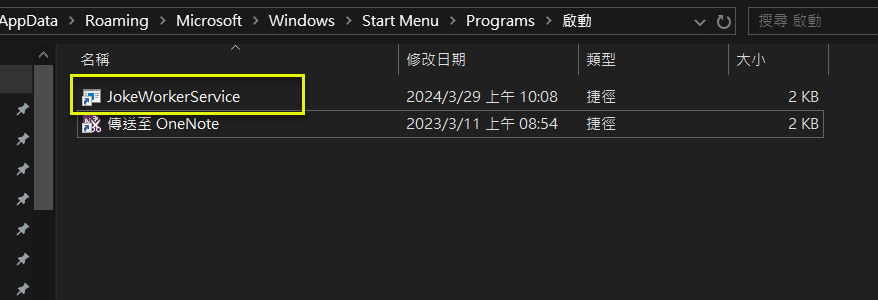 AppData > Roaming > Microsoft > Windows > Start Menu > Programs > 啟動 搜尋 啟動
名稱 修改日期 類型 大小
JokeWorkerService 2024/3/29 上午 10:08 捷徑 2 KB
傳送至 OneNote 2023/3/11 上午 08:54 捷徑 2 KB